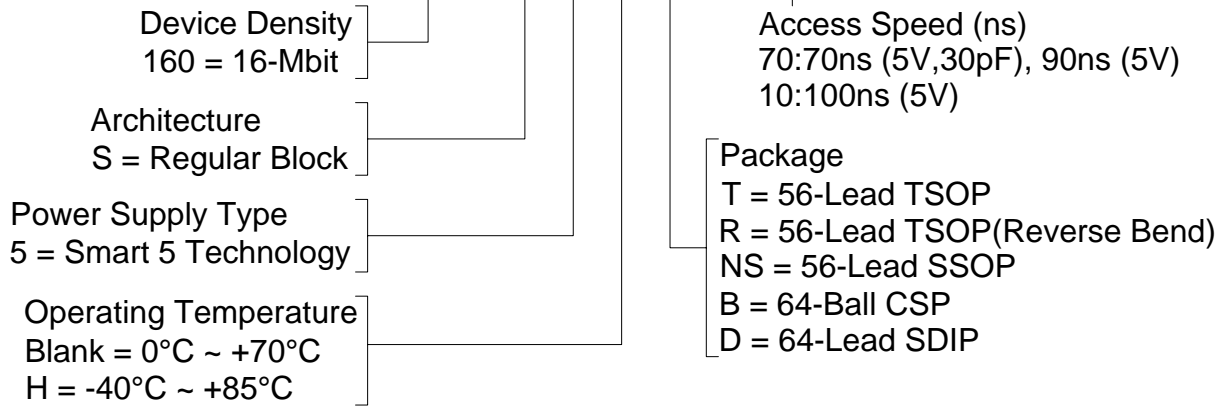 Device Density
160 = 16-Mbit
Architecture
S = Regular Block
Power Supply Type
5 = Smart 5 Technology
Operating Temperature
Blank = 0°C ~ +70°C
H = -40°C ~ +85°C
Access Speed (ns)
70:70ns (5V,30pF), 90ns (5V)
10:100ns (5V)
Package
T = 56-Lead TSOP
R = 56-Lead TSOP(Reverse Bend)
NS = 56-Lead SSOP
B = 64-Ball CSP
D = 64-Lead SDIP